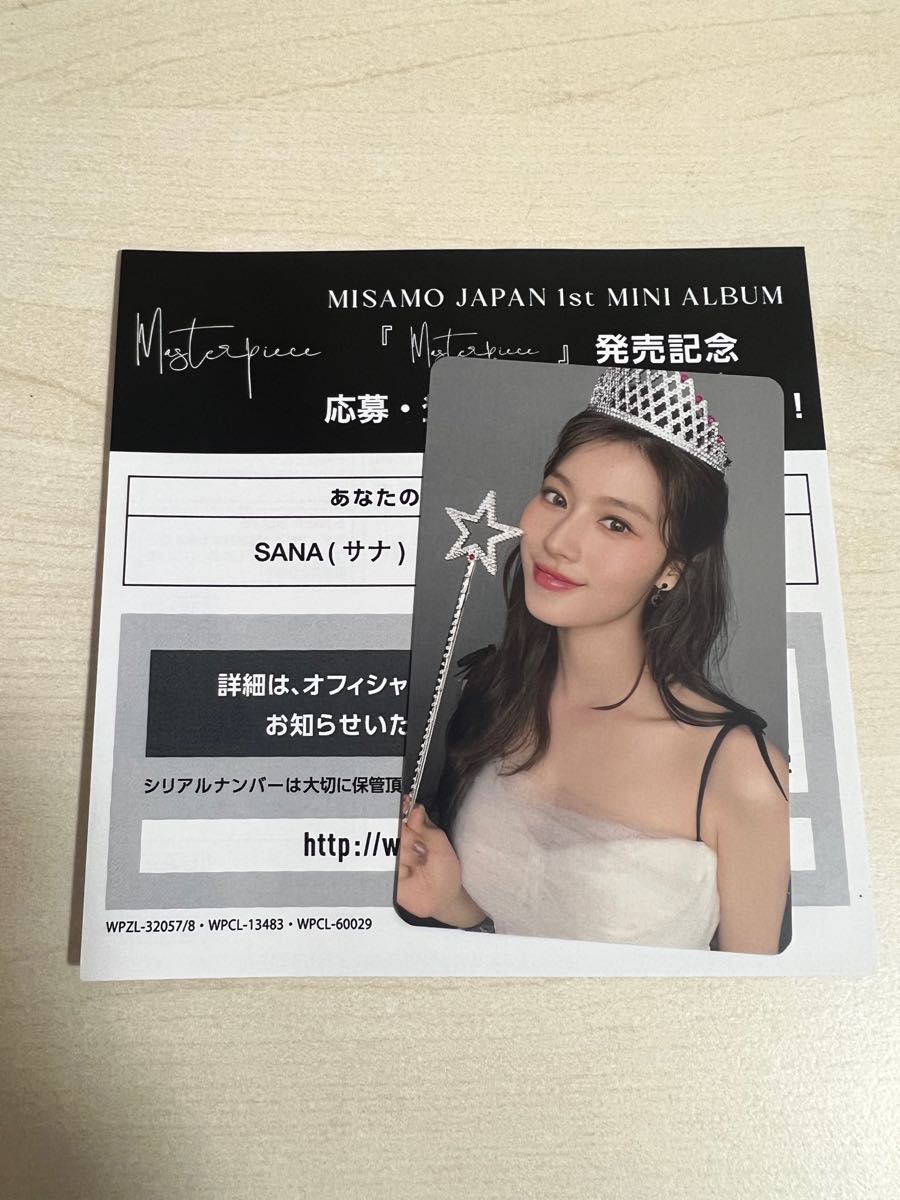 MISAMO JAPAN 1st MINI ALBUM
Masterpiece
『 Masterpiece 』 発売記念
応募・ !
あなたの
SANA ( サナ )
詳細は、オフィシャ
お知らせいた
シリアルナンバーは大切に保管頂
http://w
WPZL-32057/8・WPCL-13483・WPCL-60029